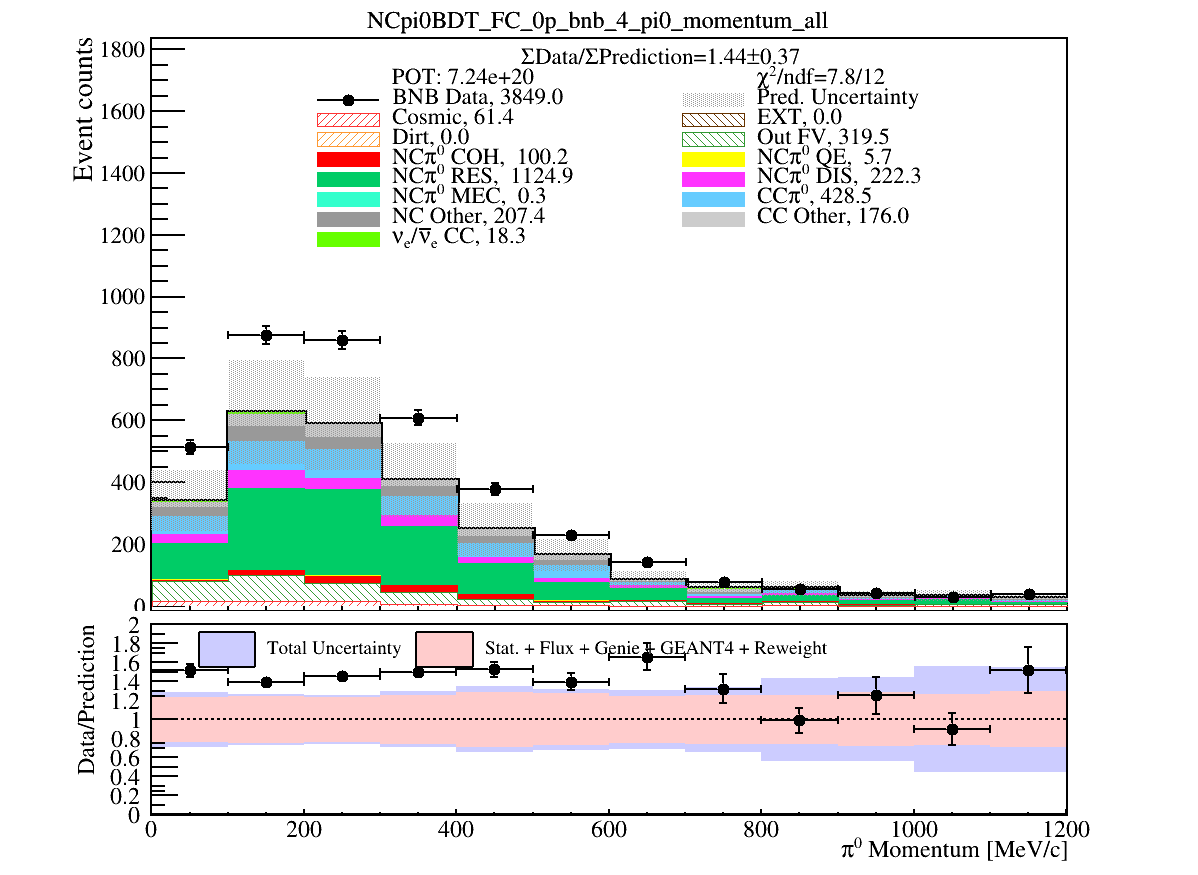 NCpi0BDT_FC_0p_bnb_4_pi0_momentum_all
ΣData/ΣPrediction=1.44±0.37
POT: 7.24e+20
χ²/ndf=7.8/12
BNB Data, 3849.0
Pred. Uncertainty
Cosmic, 61.4
EXT, 0.0
Dirt, 0.0
Out FV, 319.5
NCπ⁰ COH, 100.2
NCπ⁰ QE, 5.7
NCπ⁰ RES, 1124.9
NCπ⁰ DIS, 222.3
NCπ⁰ MEC, 0.3
CCπ⁰, 428.5
NC Other, 207.4
CC Other, 176.0
νₑ/ν̅ₑ CC, 18.3
Event counts
1800
1600
1400
1200
1000
800
600
400
200
0
Total Uncertainty
Stat. + Flux + Genie + GEANT4 + Reweight
Data/Prediction
2
1.8
1.6
1.4
1.2
1
0.8
0.6
0.4
0.2
0
0 200 400 600 800 1000 1200
π⁰ Momentum [MeV/c]